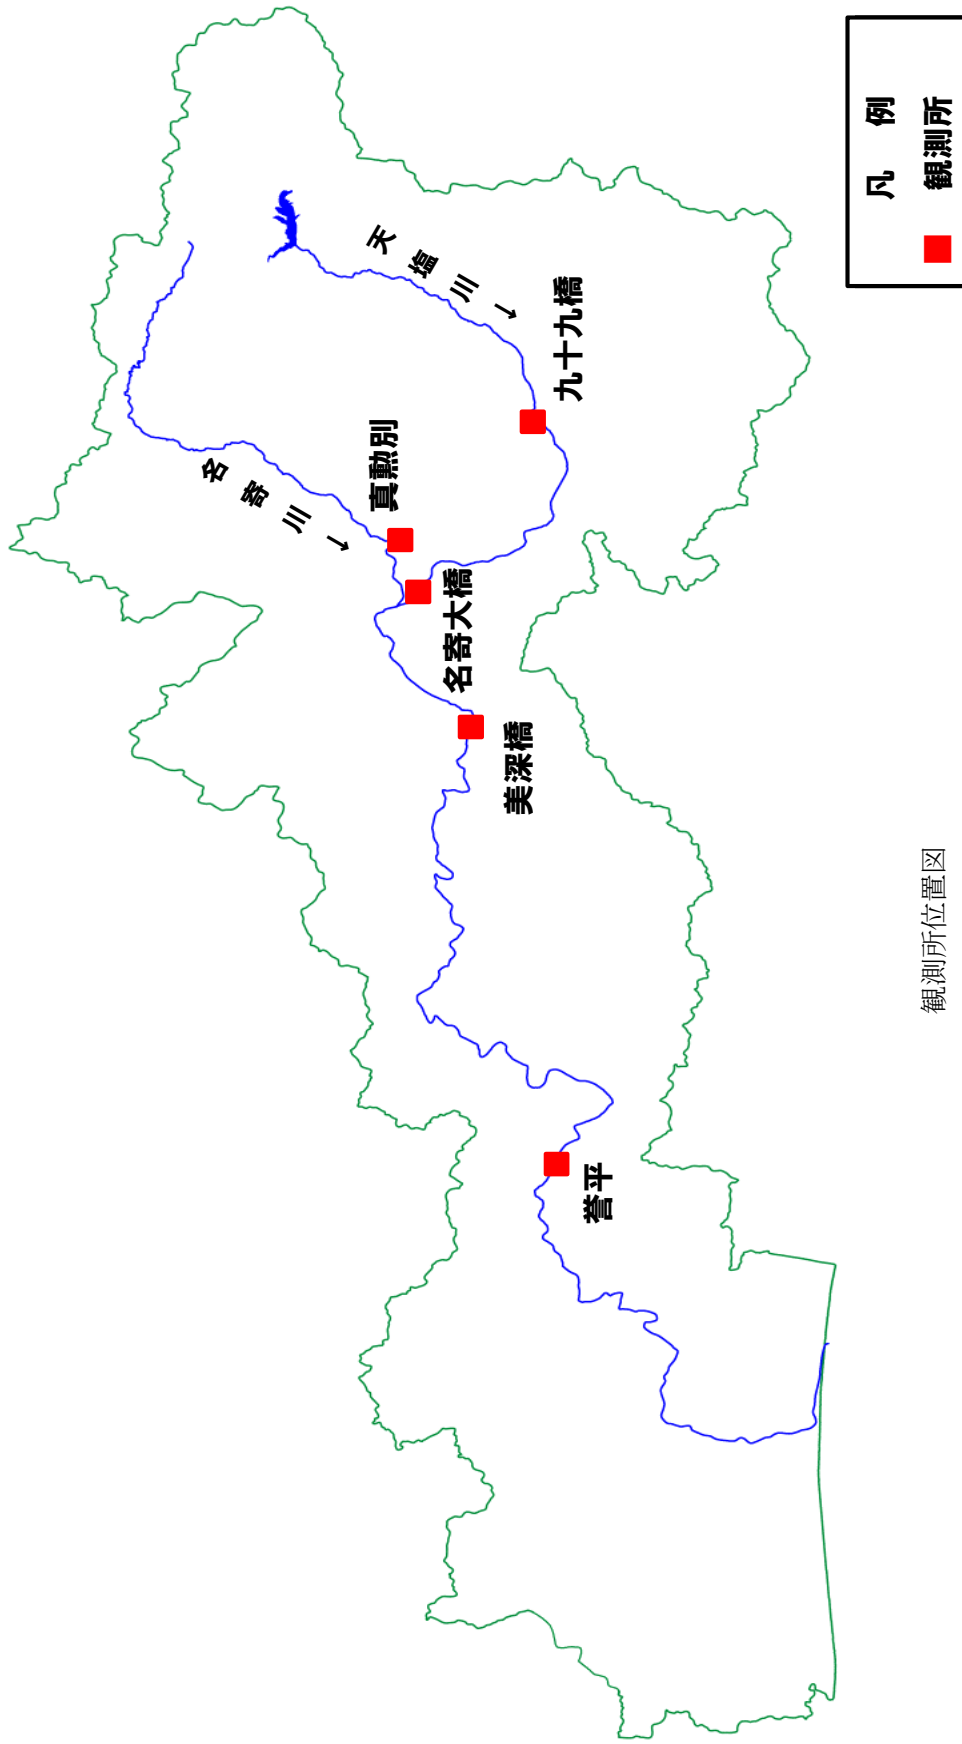 凡 例
観測所
天塩川→
九十九橋
名寄川→
真勲別
名寄大橋
美深橋
誉平
観測所位置図